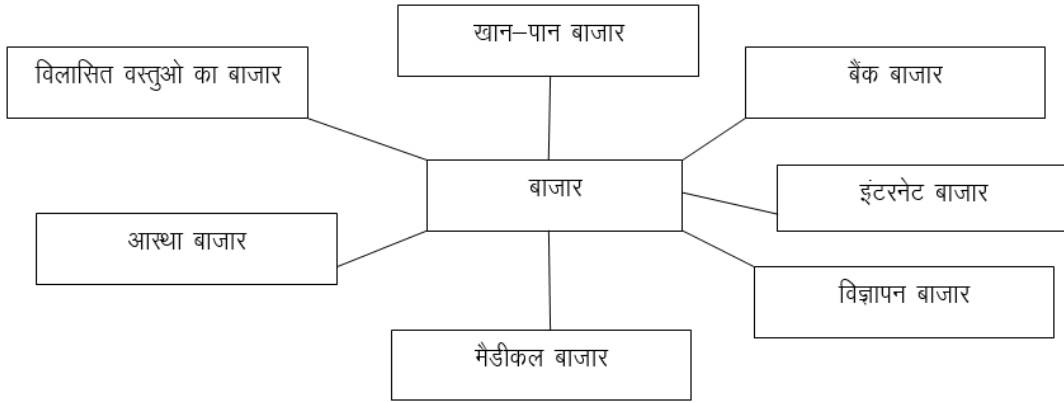 खान–पान बाजार
विलासित वस्तुओ का बाजार
बैंक बाजार
बाजार
इंटरनेट बाजार
आस्था बाजार
विज्ञापन बाजार
मैडीकल बाजार